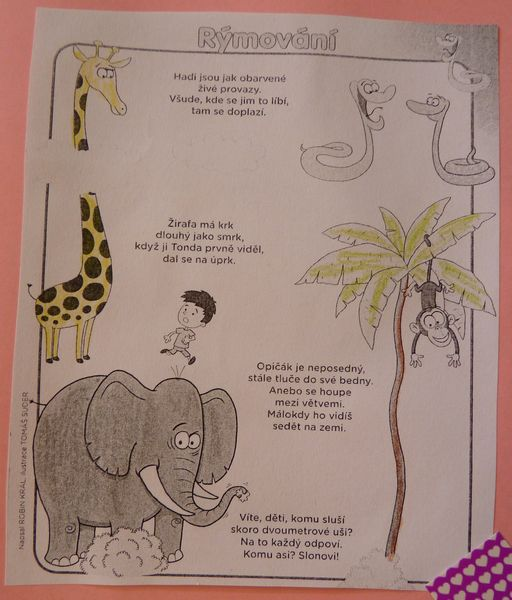 Rýmování
Hadi jsou jak obarvené
živé provazy.
Všude, kde se jim to líbí,
tam se doplazí.
Žirafa má krk
dlouhý jako smrk,
když ji Tonda prvně viděl,
dal se na úprk.
Opičák je neposedný,
stále tluče do své bedny.
Anebo se houpe
mezi větvemi.
Málokdy ho vidíš
sedět na zemi.
Víte, děti, komu sluší
skoro dvoumetrové uši?
Na to každý odpoví.
Komu asi? Slonovi!
Napsal ROBIN KRÁL, ilustrace TOMÁŠ SUDER